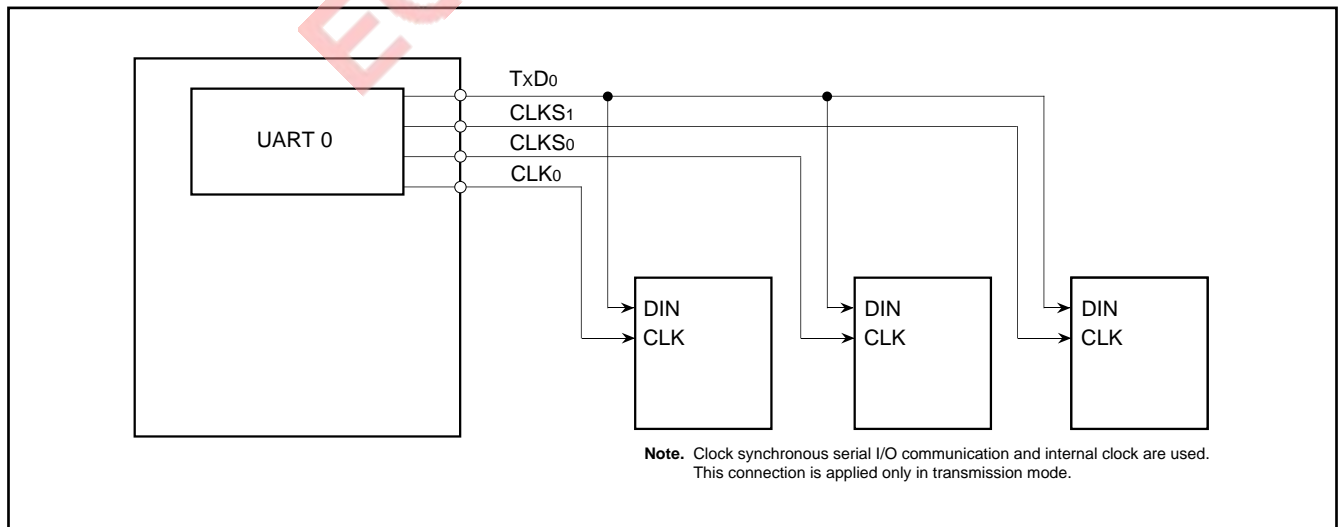 TxD0
CLKS1
CLKS0
CLK0
UART 0
DIN
CLK
DIN
CLK
DIN
CLK
Note. Clock synchronous serial I/O communication and internal clock are used.
This connection is applied only in transmission mode.